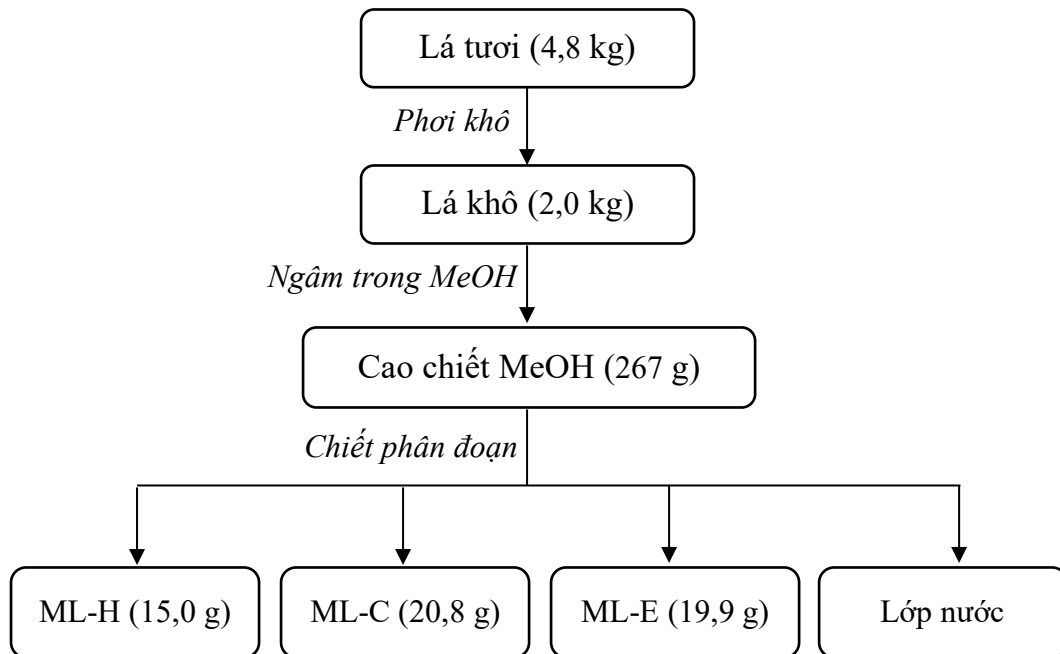 Lá tươi (4,8 kg)
Phơi khô
Lá khô (2,0 kg)
Ngâm trong MeOH
Cao chiết MeOH (267 g)
Chiết phân đoạn
ML-H (15,0 g)
ML-C (20,8 g)
ML-E (19,9 g)
Lớp nước